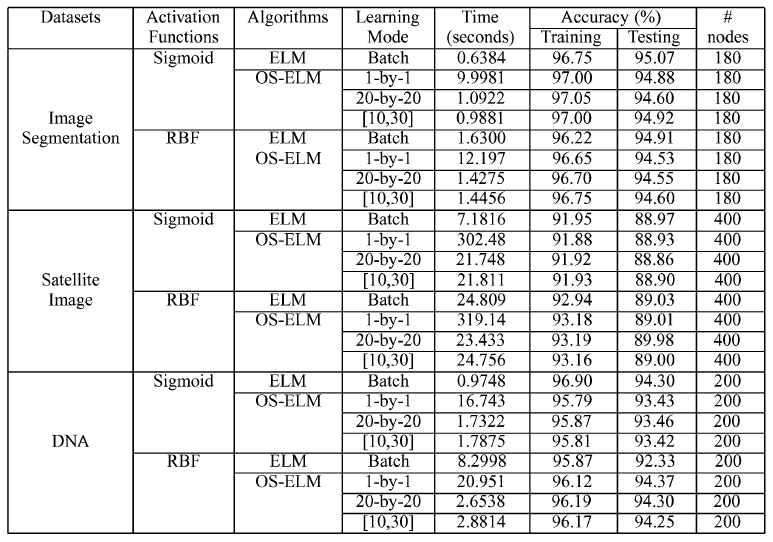 Datasets Activation Functions Algorithms Learning Mode Time (seconds) Accuracy (%) Training Testing # nodes
Image Segmentation Sigmoid ELM Batch 0.6384 96.75 95.07 180
OS-ELM 1-by-1 9.9981 97.00 94.88 180
20-by-20 1.0922 97.05 94.60 180
[10,30] 0.9881 97.00 94.92 180
RBF ELM Batch 1.6300 96.22 94.91 180
OS-ELM 1-by-1 12.197 96.65 94.53 180
20-by-20 1.4275 96.70 94.55 180
[10,30] 1.4456 96.75 94.60 180
Satellite Image Sigmoid ELM Batch 7.1816 91.95 88.97 400
OS-ELM 1-by-1 302.48 91.88 88.93 400
20-by-20 21.748 91.92 88.86 400
[10,30] 21.811 91.93 88.90 400
RBF ELM Batch 24.809 92.94 89.03 400
OS-ELM 1-by-1 319.14 93.18 89.01 400
20-by-20 23.433 93.19 89.98 400
[10,30] 24.756 93.16 89.00 400
DNA Sigmoid ELM Batch 0.9748 96.90 94.30 200
OS-ELM 1-by-1 16.743 95.79 93.43 200
20-by-20 1.7322 95.87 93.46 200
[10,30] 1.7875 95.81 93.42 200
RBF ELM Batch 8.2998 95.87 92.33 200
OS-ELM 1-by-1 20.951 96.12 94.37 200
20-by-20 2.6538 96.19 94.30 200
[10,30] 2.8814 96.17 94.25 200